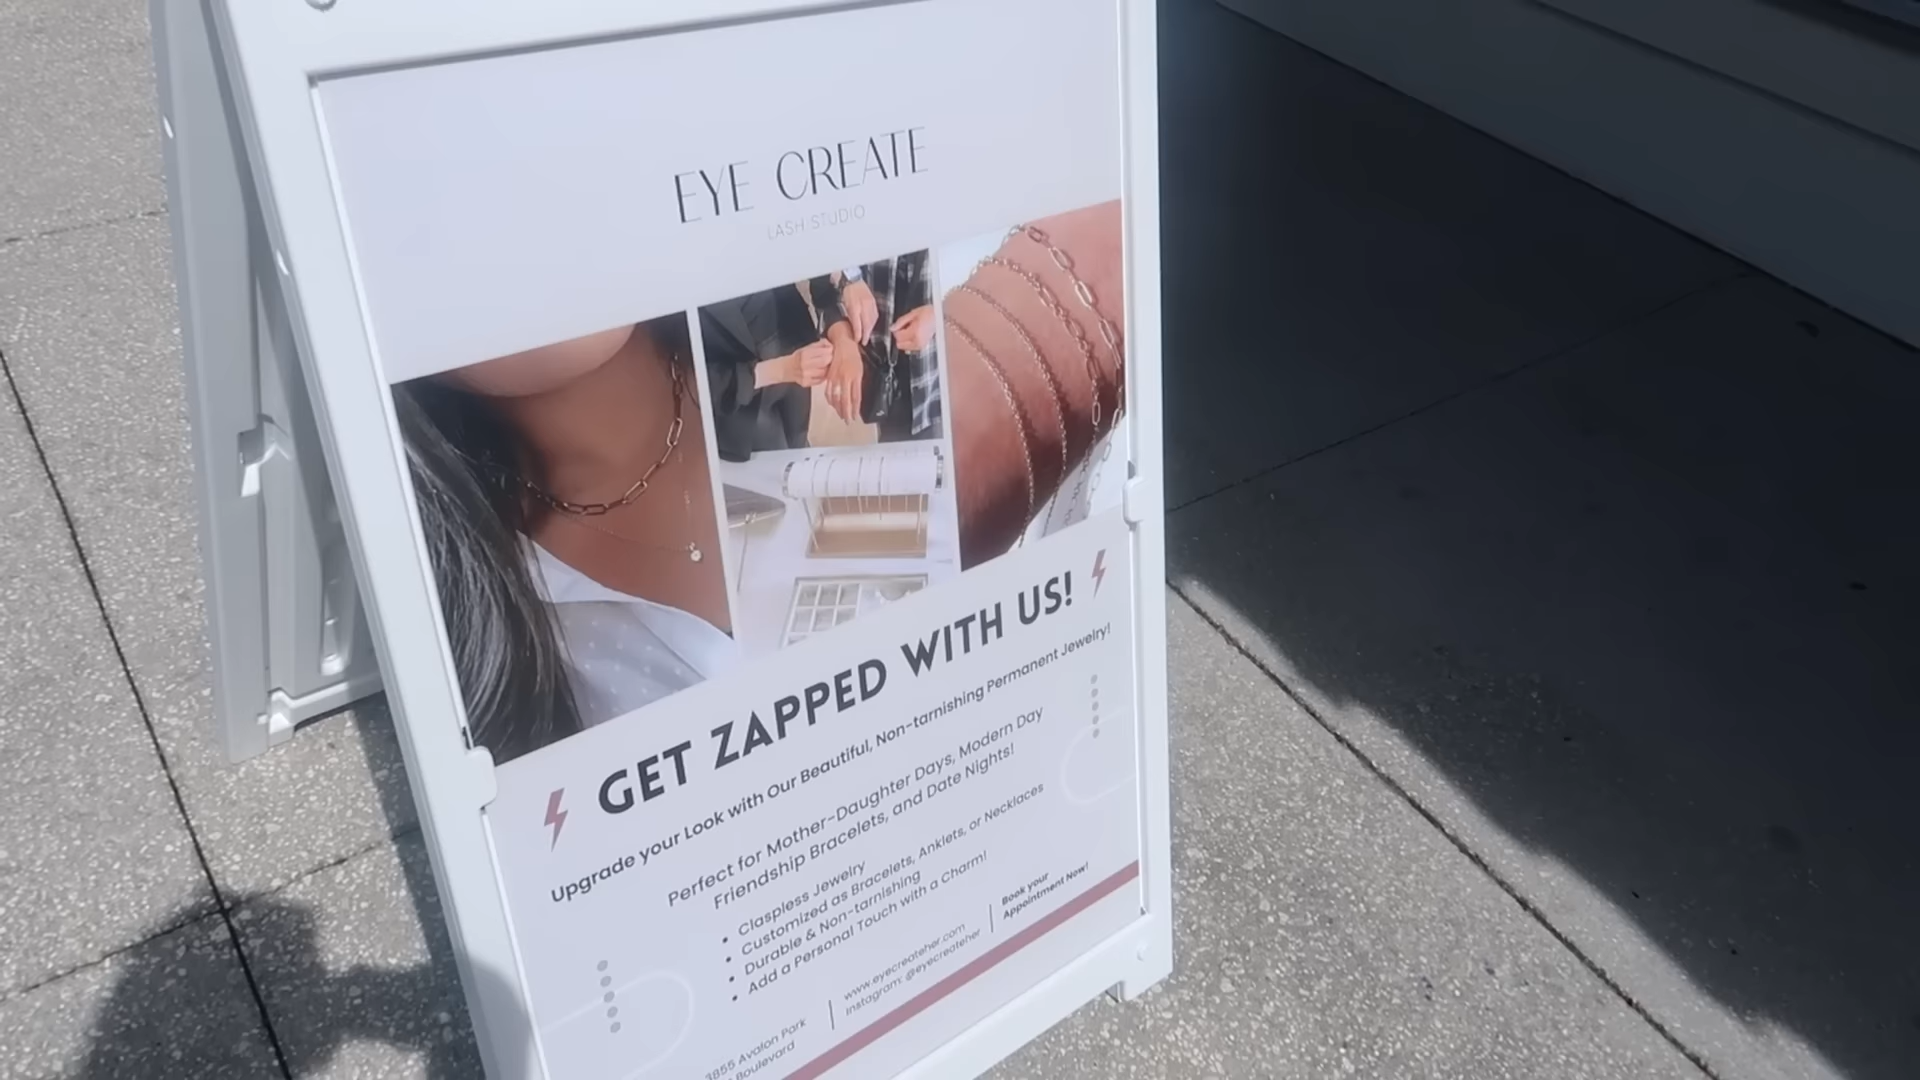 EYE CREATE
LASH STUDIO
GET ZAPPED WITH US!
Upgrade your Look with Our Beautiful, Non-tarnishing Permanent Jewelry!
Perfect for Mother-Daughter Days, Modern Day
Friendship Bracelets, and Date Nights!
• Claspless Jewelry
• Customized as Bracelets, Anklets, or Necklaces
• Durable & Non-tarnishing
• Add a Personal Touch with a Charm!
3855 Avalon Park
Boulevard
www.eyecreateher.com
Instagram: @eyecreateher
Book your
Appointment Now!